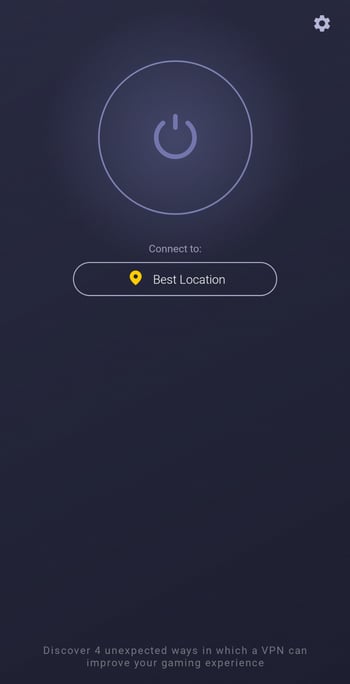 Connect to:
Best Location
Discover 4 unexpected ways in which a VPN can
improve your gaming experience